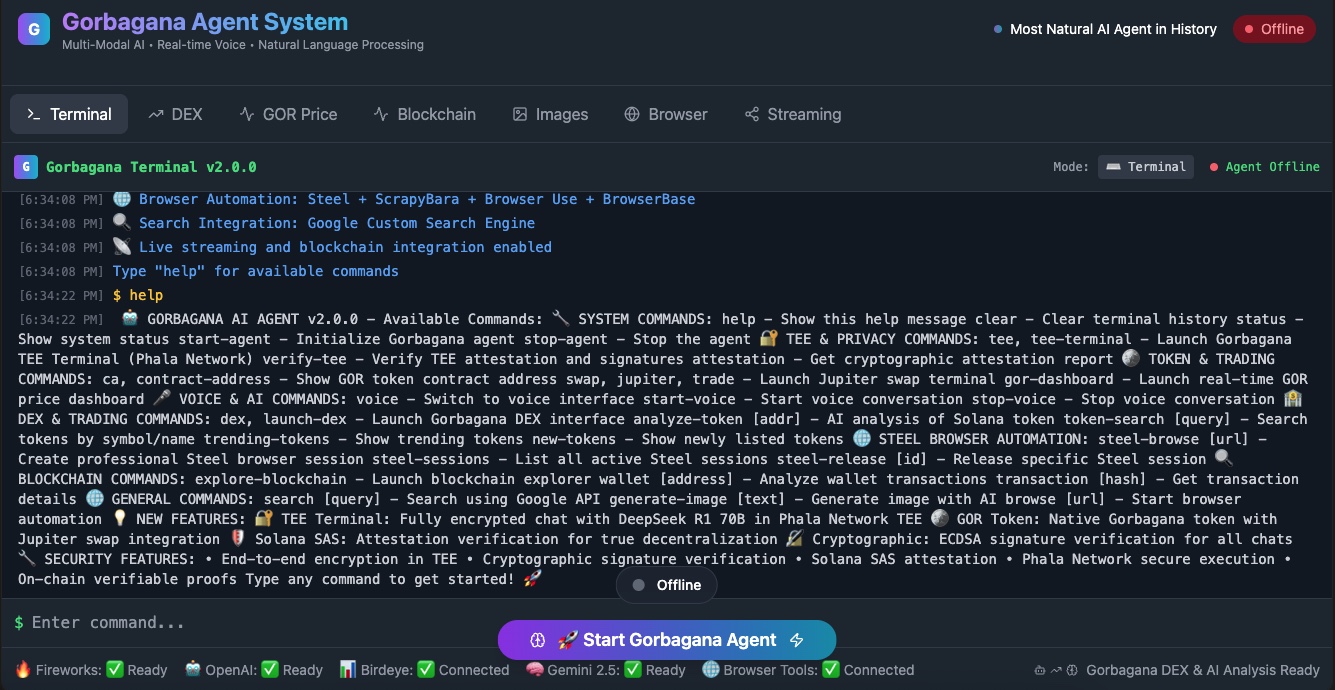 G
Gorbagana Agent System
Multi-Modal AI • Real-time Voice • Natural Language Processing
Most Natural AI Agent in History
Offline
Terminal
DEX
GOR Price
Blockchain
Images
Browser
Streaming
G
Gorbagana Terminal v2.0.0
Mode:
Terminal
Agent Offline
[6:34:08 PM] 🌐 Browser Automation: Steel + ScrapyBara + Browser Use + BrowserBase
[6:34:08 PM] 🔍 Search Integration: Google Custom Search Engine
[6:34:08 PM] 📡 Live streaming and blockchain integration enabled
[6:34:08 PM] Type "help" for available commands
[6:34:22 PM] $ help
[6:34:22 PM] 🤖 GORBAGANA AI AGENT v2.0.0 – Available Commands: 🔧 SYSTEM COMMANDS: help – Show this help message clear – Clear terminal history status –
Show system status start-agent – Initialize Gorbagana agent stop-agent – Stop the agent 🔐 TEE & PRIVACY COMMANDS: tee, tee-terminal – Launch Gorbagana
TEE Terminal (Phala Network) verify-tee – Verify TEE attestation and signatures attestation – Get cryptographic attestation report 🪙 TOKEN & TRADING
COMMANDS: ca, contract-address – Show GOR token contract address swap, jupiter, trade – Launch Jupiter swap terminal gor-dashboard – Launch real-time GOR
price dashboard 🎤 VOICE & AI COMMANDS: voice – Switch to voice interface start-voice – Start voice conversation stop-voice – Stop voice conversation 🏦
DEX & TRADING COMMANDS: dex, launch-dex – Launch Gorbagana DEX interface analyze-token [addr] – AI analysis of Solana token token-search [query] – Search
tokens by symbol/name trending-tokens – Show trending tokens new-tokens – Show newly listed tokens 🌐 STEEL BROWSER AUTOMATION: steel-browse [url] –
Create professional Steel browser session steel-sessions – List all active Steel sessions steel-release [id] – Release specific Steel session 🔍
BLOCKCHAIN COMMANDS: explore-blockchain – Launch blockchain explorer wallet [address] – Analyze wallet transactions transaction [hash] – Get transaction
details 🌐 GENERAL COMMANDS: search [query] – Search using Google API generate-image [text] – Generate image with AI browse [url] – Start browser
automation 💡 NEW FEATURES: 🔐 TEE Terminal: Fully encrypted chat with DeepSeek R1 70B in Phala Network TEE 🪙 GOR Token: Native Gorbagana token with
Jupiter swap integration 🛡️ Solana SAS: Attestation verification for true decentralization 🔏 Cryptographic: ECDSA signature verification for all chats
🔧 SECURITY FEATURES: • End-to-end encryption in TEE • Cryptographic signature verification • Solana SAS attestation • Phala Network secure execution •
On-chain verifiable proofs Type any command to get started! 🚀
Offline
$ Enter command...
🚀 Start Gorbagana Agent
🔥 Fireworks: ✅ Ready
🤖 OpenAI: ✅ Ready
📊 Birdeye: ✅ Connected
🧠 Gemini 2.5: ✅ Ready
🌐 Browser Tools: ✅ Connected
Gorbagana DEX & AI Analysis Ready